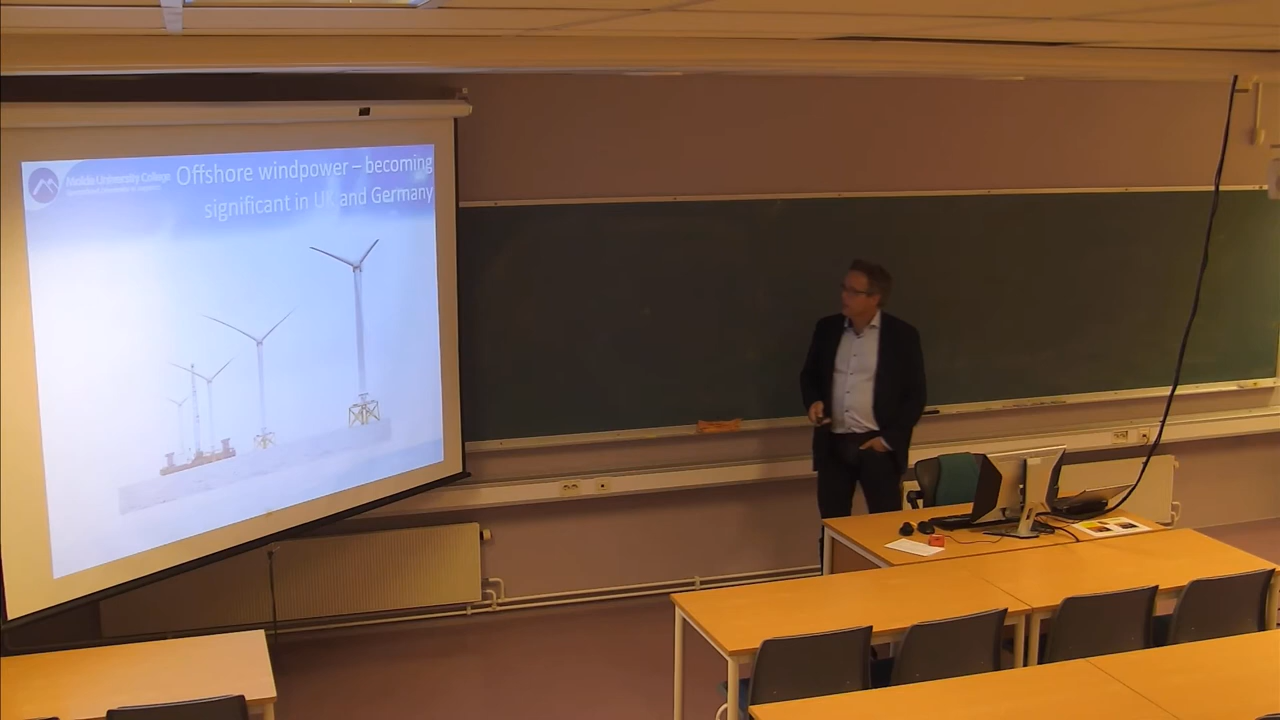 Molde University College
Offshore windpower – becoming
significant in UK and Germany